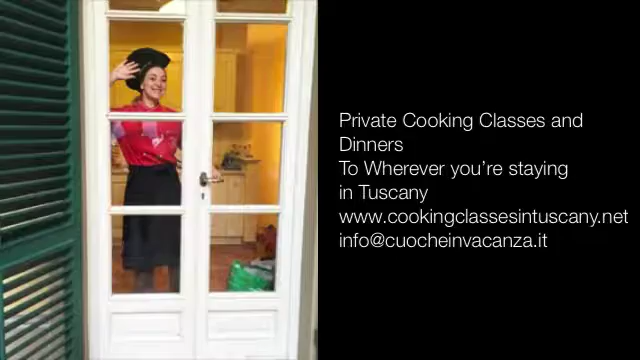 Private Cooking Classes and
Dinners
To Wherever you're staying
in Tuscany
www.cookingclassesintuscany.net
info@cuocheinvacanza.it